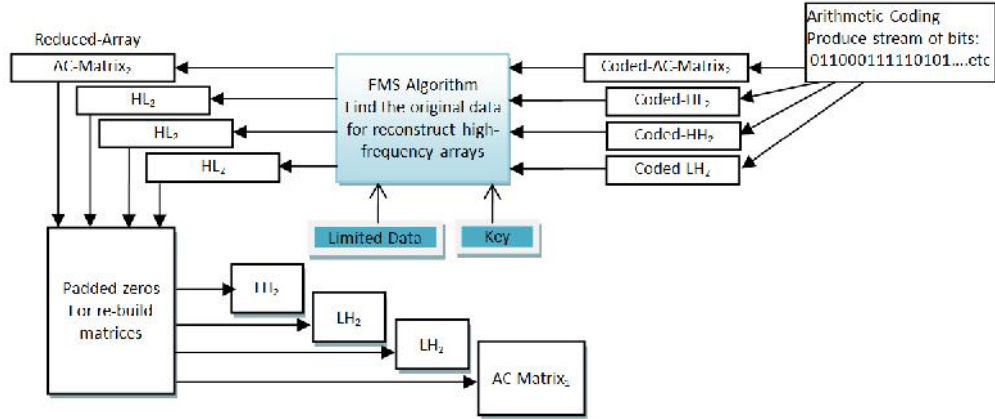 Reduced-Array
AC-Matrix₂
HL₂
HL₂
HL₂
FMS Algorithm
Find the original data
for reconstruct high-
frequency arrays
Limited Data
Key
Coded-AC-Matrix₂
Coded-HL₂
Coded-HH₂
Coded LH₂
Arithmetic Coding
Produce stream of bits:
011000111110101....etc
Padded zeros
For re-build
matrices
LH₂
LH₂
LH₂
AC Matrix₂